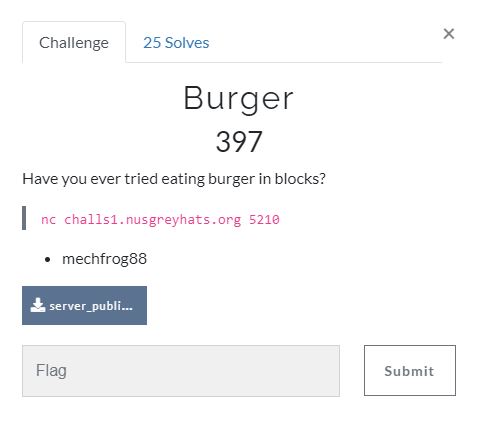 Challenge
25 Solves
×
Burger
397
Have you ever tried eating burger in blocks?
nc challs1.nusgreyhats.org 5210
• mechfrog88
server_publi...
Flag
Submit